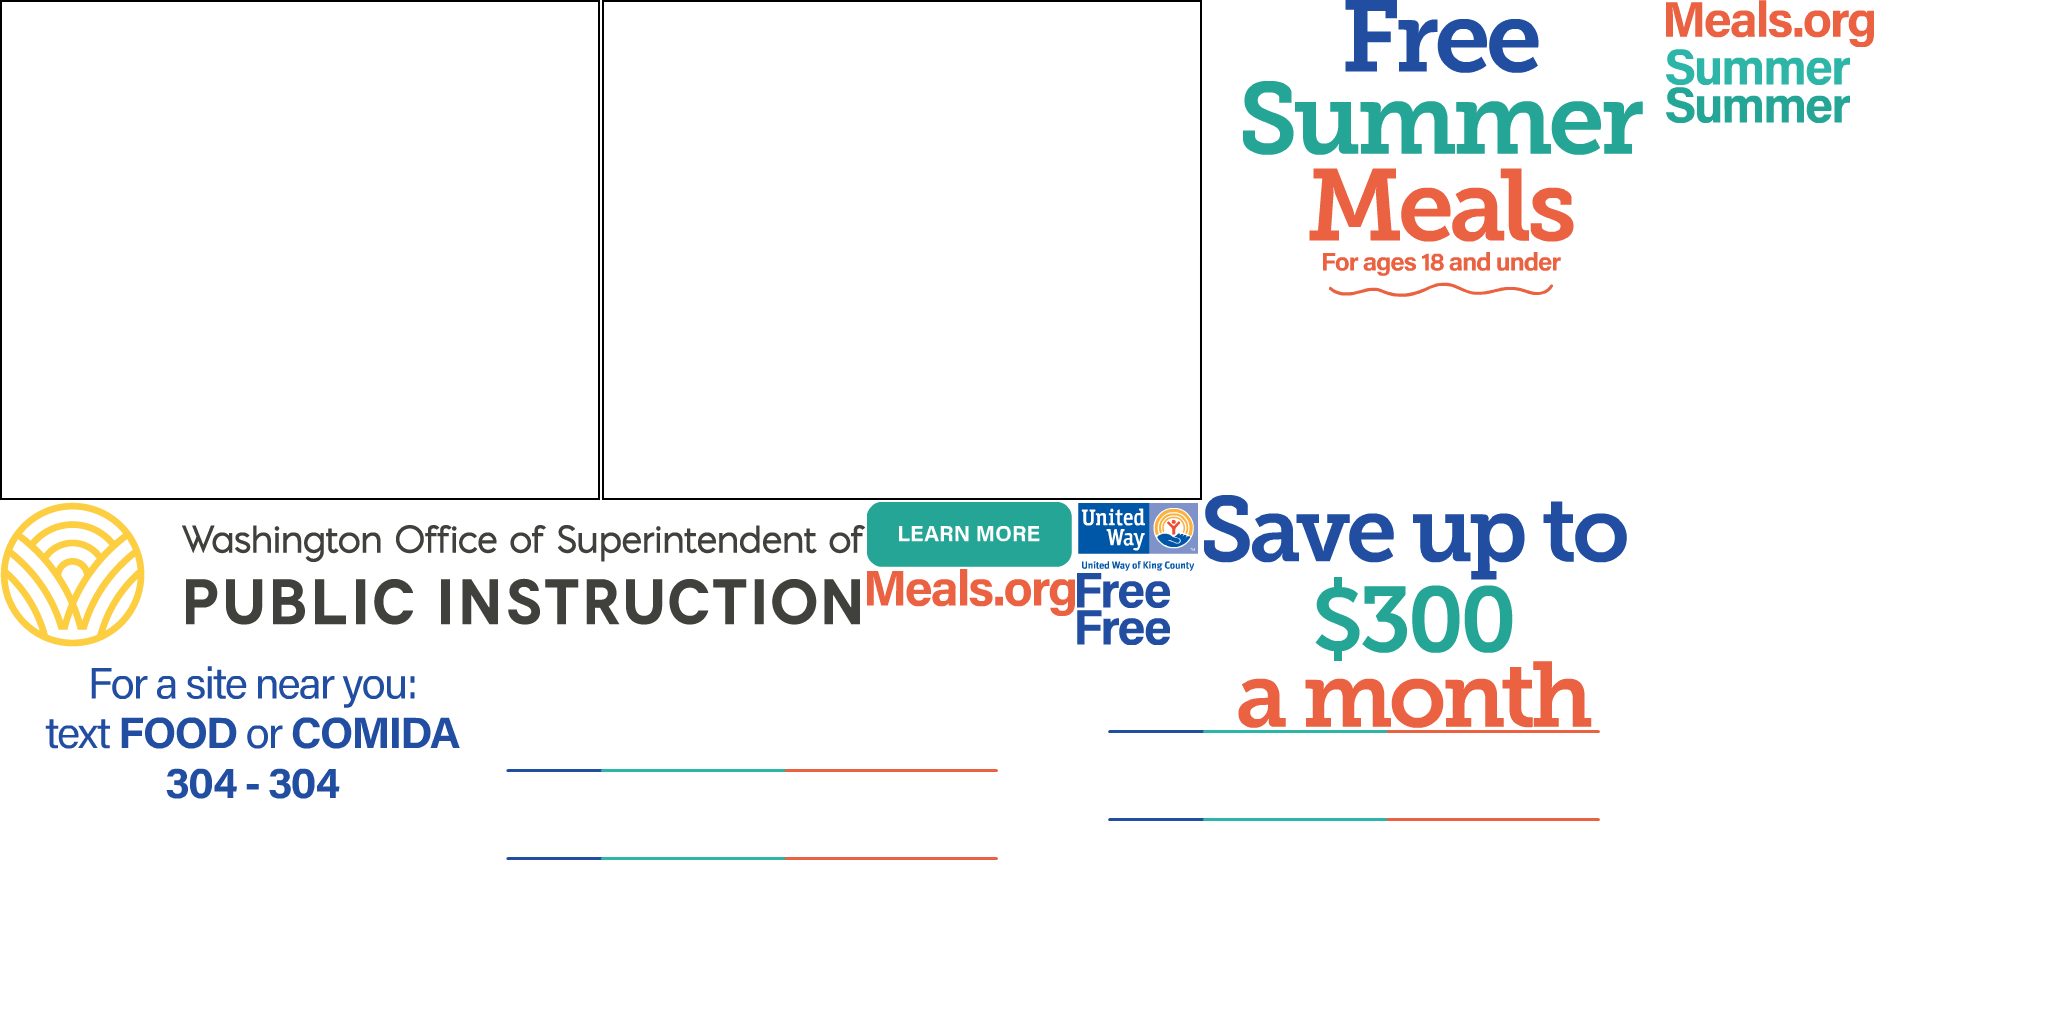 Free
Summer
Meals
For ages 18 and under
Meals.org
Summer
Summer
Washington Office of Superintendent of
PUBLIC INSTRUCTION
LEARN MORE
Meals.org
United
Way
United Way of King County
Free
Free
Save up to
$300
a month
For a site near you:
text FOOD or COMIDA
304 - 304